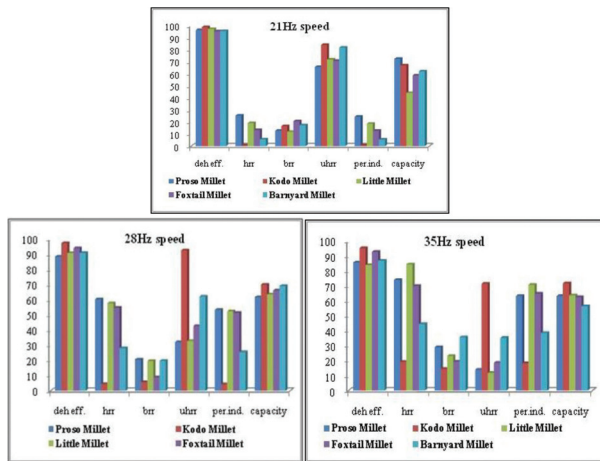 21Hz speed
100
90
80
70
60
50
40
30
20
10
0
deh eff. hrr brr uhrr per.ind. capacity
Proso Millet Kodo Millet Little Millet
Foxtail Millet Barnyard Millet
28Hz speed
100
90
80
70
60
50
40
30
20
10
0
deh eff. hrr brr uhrr per.ind. capacity
Proso Millet Kodo Millet
Little Millet Foxtail Millet
Barnyard Millet
35Hz speed
100
90
80
70
60
50
40
30
20
10
0
deh eff. hrr brr uhrr per.ind. capacity
Proso Millet Kodo Millet Little Millet
Foxtail Millet Barnyard Millet